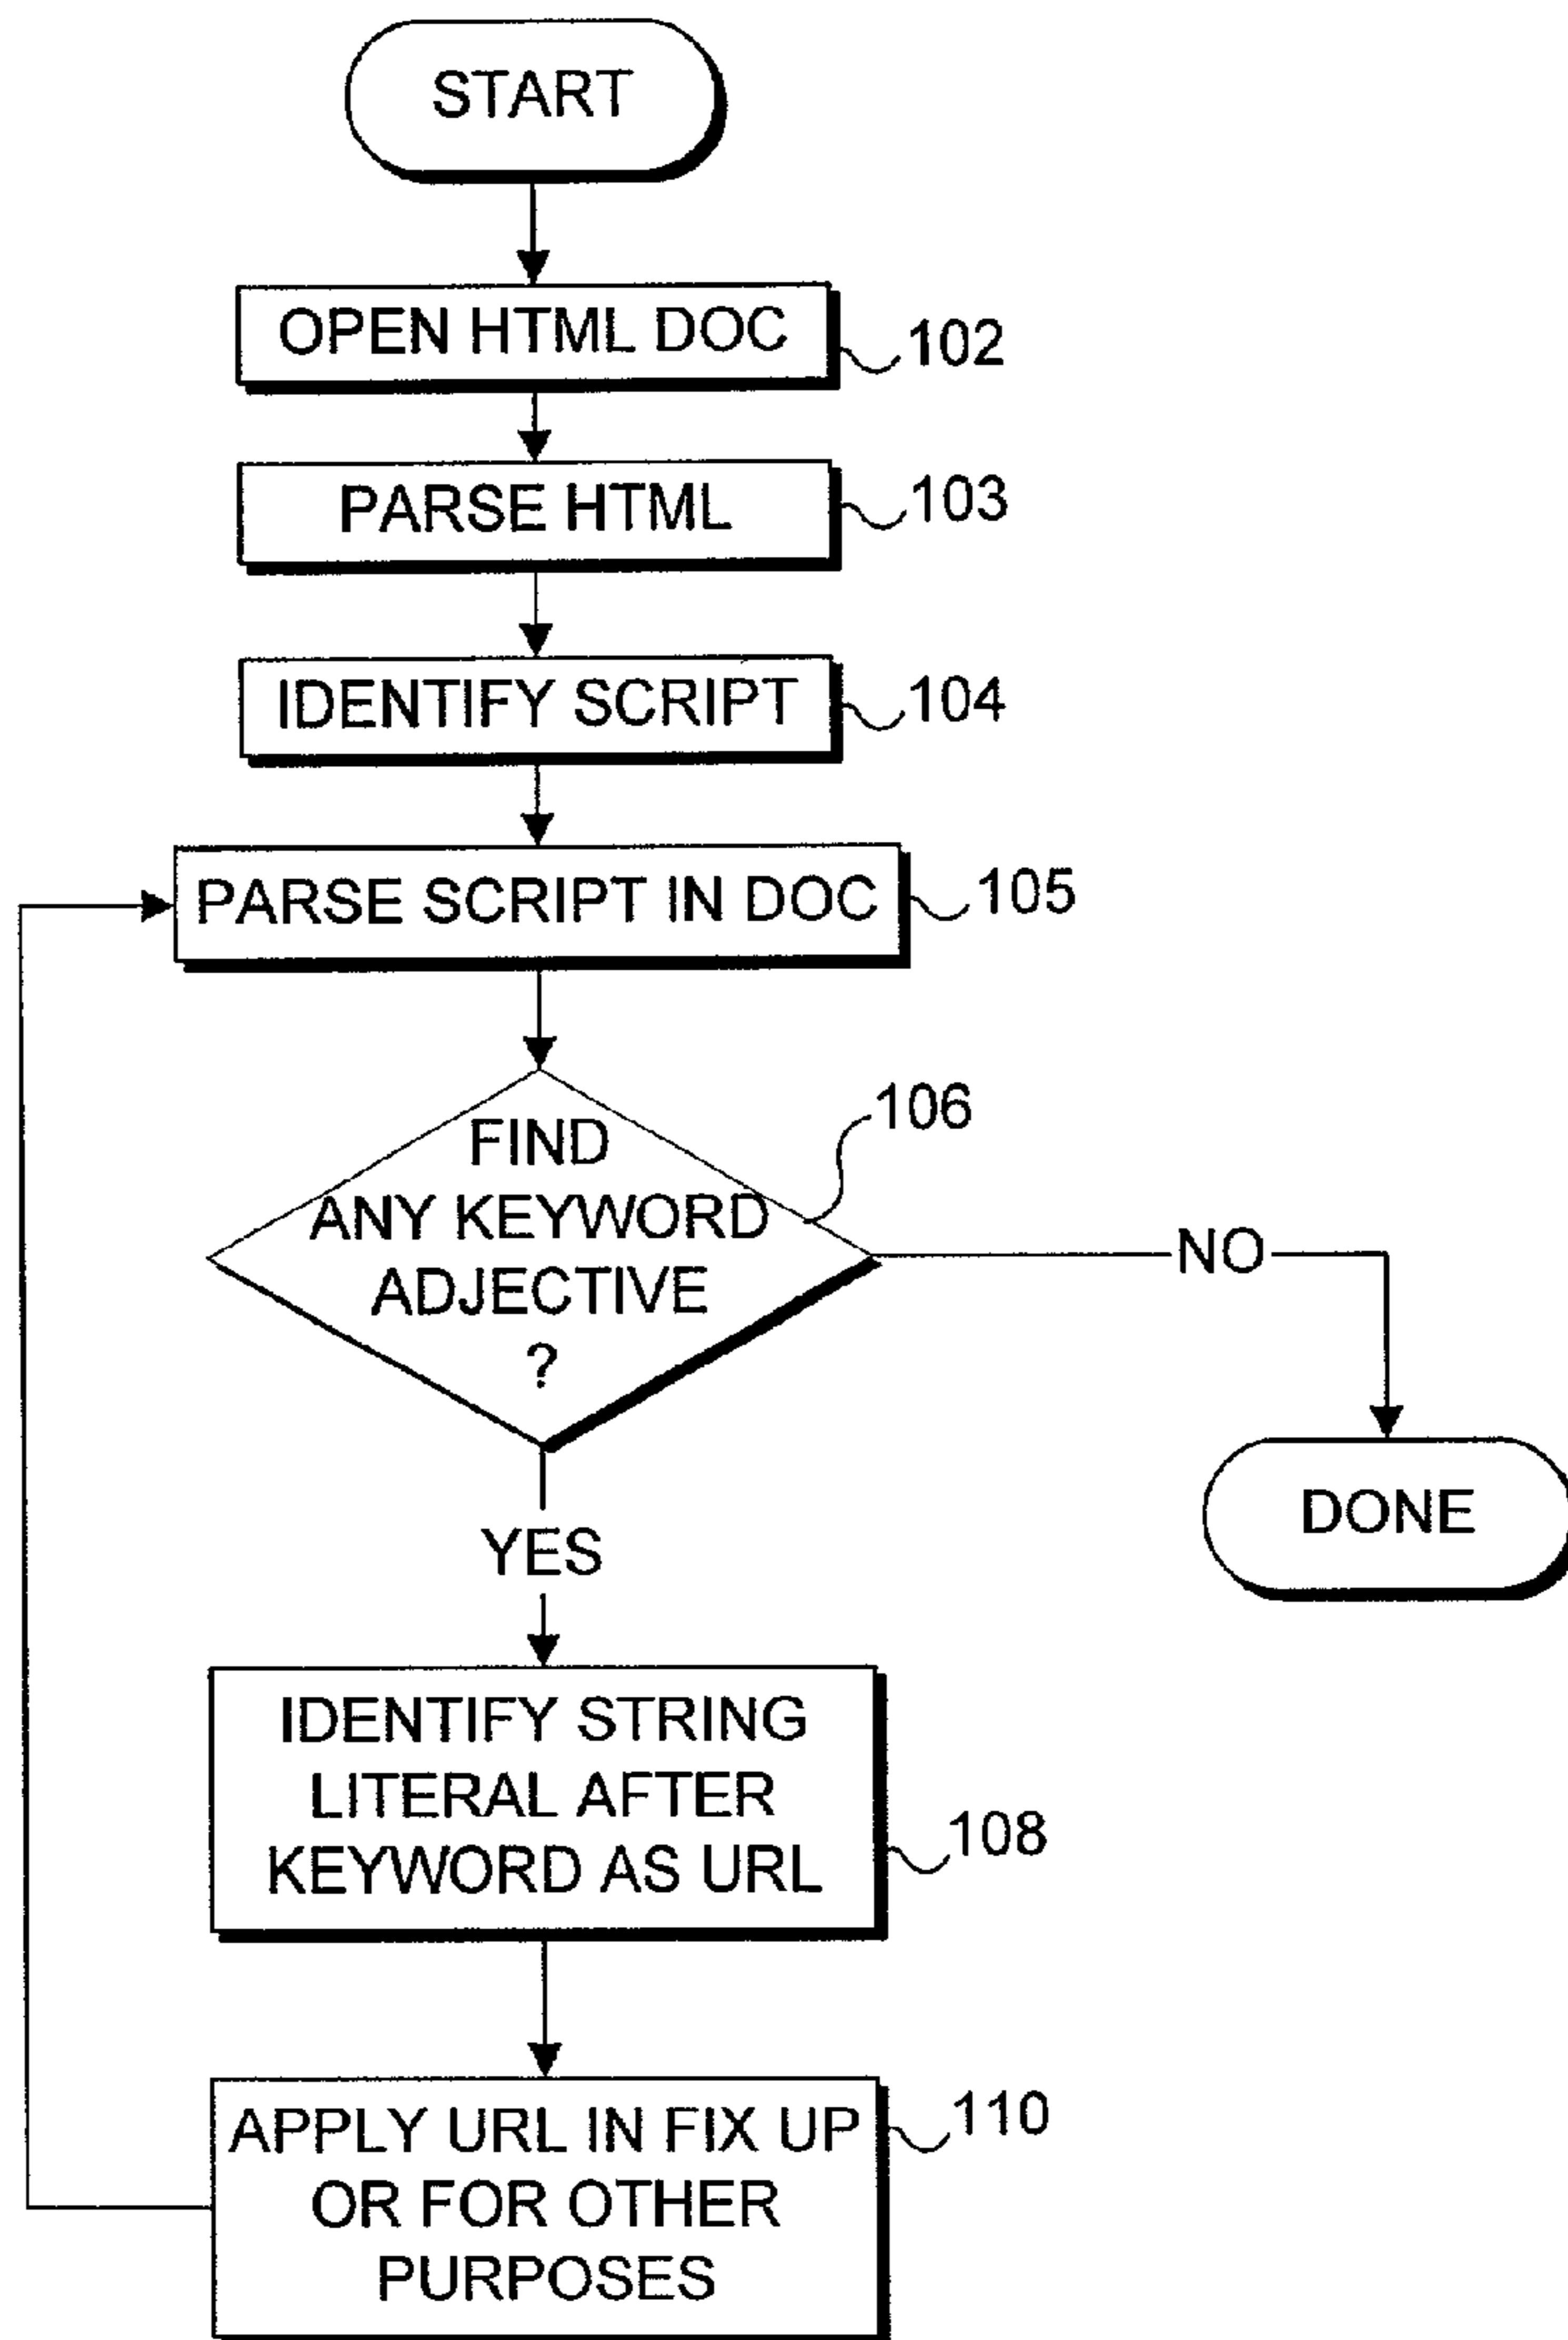 START
OPEN HTML DOC
102
PARSE HTML
103
IDENTIFY SCRIPT
104
PARSE SCRIPT IN DOC
105
FIND
ANY KEYWORD
ADJECTIVE
?
106
NO
DONE
YES
IDENTIFY STRING
LITERAL AFTER
KEYWORD AS URL
108
APPLY URL IN FIX UP
OR FOR OTHER
PURPOSES
110